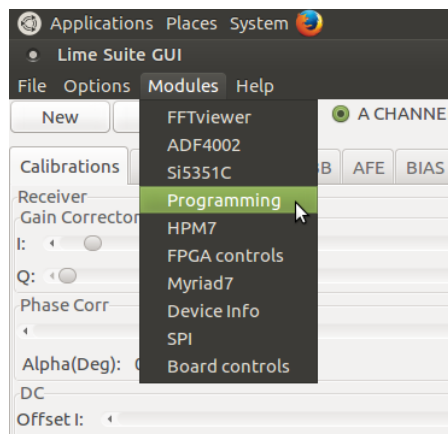 Applications Places System
Lime Suite GUI
File Options Modules Help
New
A CHANNE
FFTviewer
ADF4002
Si5351C
Programming
HPM7
FPGA controls
Myriad7
Device Info
SPI
Board controls
Calibrations
BB AFE BIAS
Receiver
Gain Corrector
I:
Q:
Phase Corr
Alpha(Deg):
DC
Offset I: